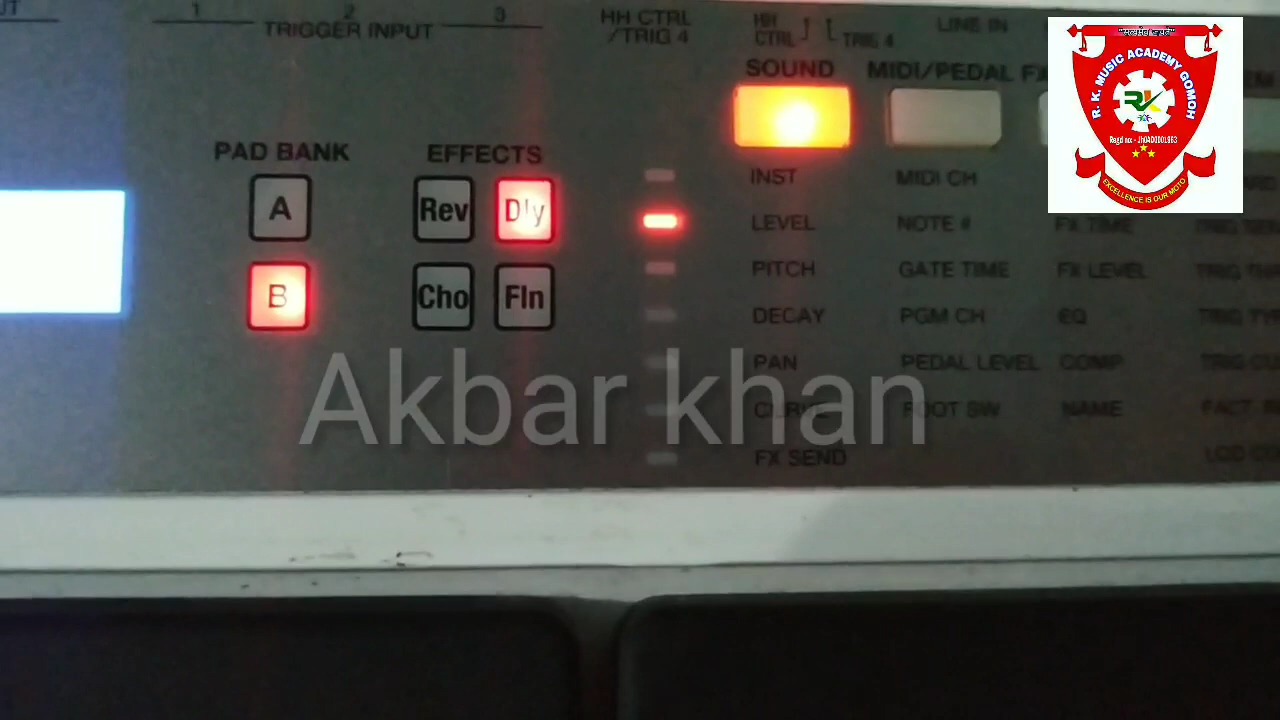 UT
1 2 3
TRIGGER INPUT
HH CTRL
/TRIG 4
HH
CTRL
TRIG 4
LINE IN
SOUND
MIDI/PEDAL FX
PAD BANK
EFFECTS
A
B
Rev
Dly
Cho
Fln
INST
LEVEL
PITCH
DECAY
PAN
CURVE
FX SEND
MIDI CH
NOTE #
GATE TIME
PGM CH
PEDAL LEVEL
FOOT SW
FX TIME
FX LEVEL
EQ
COMP
NAME
Akbar khan
R. K. MUSIC ACADEMY GOMOH
RK
EXCELLENCE IS OUR MOTO